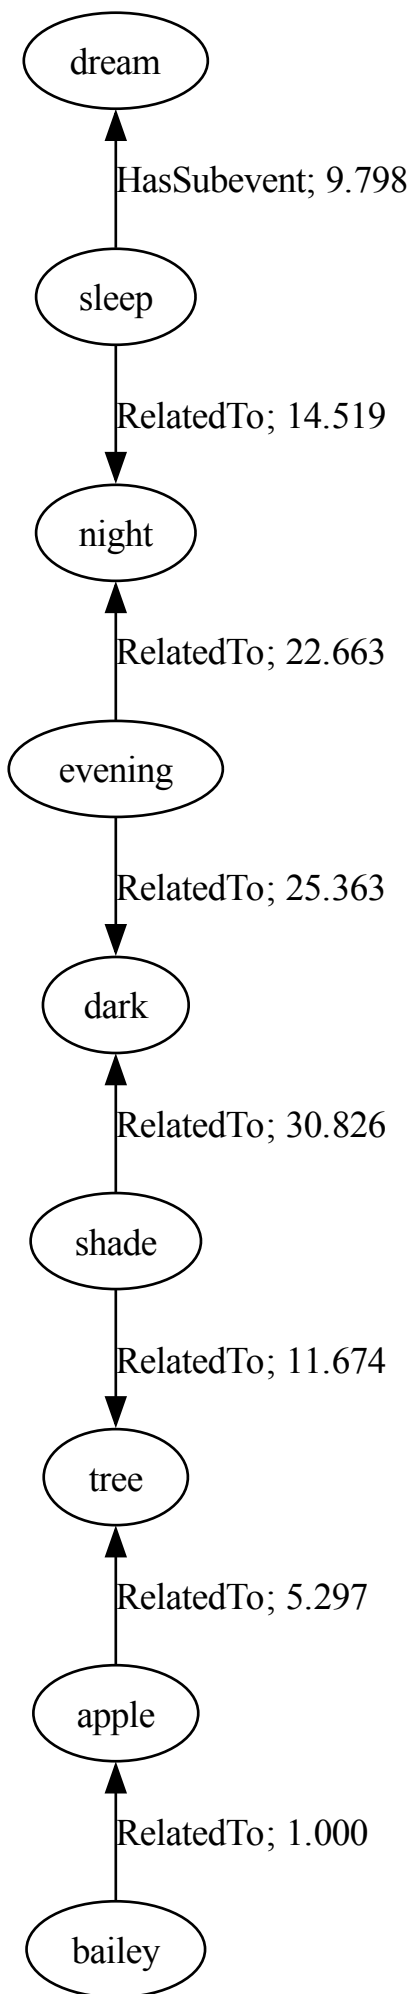 dream
HasSubevent; 9.798
sleep
RelatedTo; 14.519
night
RelatedTo; 22.663
evening
RelatedTo; 25.363
dark
RelatedTo; 30.826
shade
RelatedTo; 11.674
tree
RelatedTo; 5.297
apple
RelatedTo; 1.000
bailey